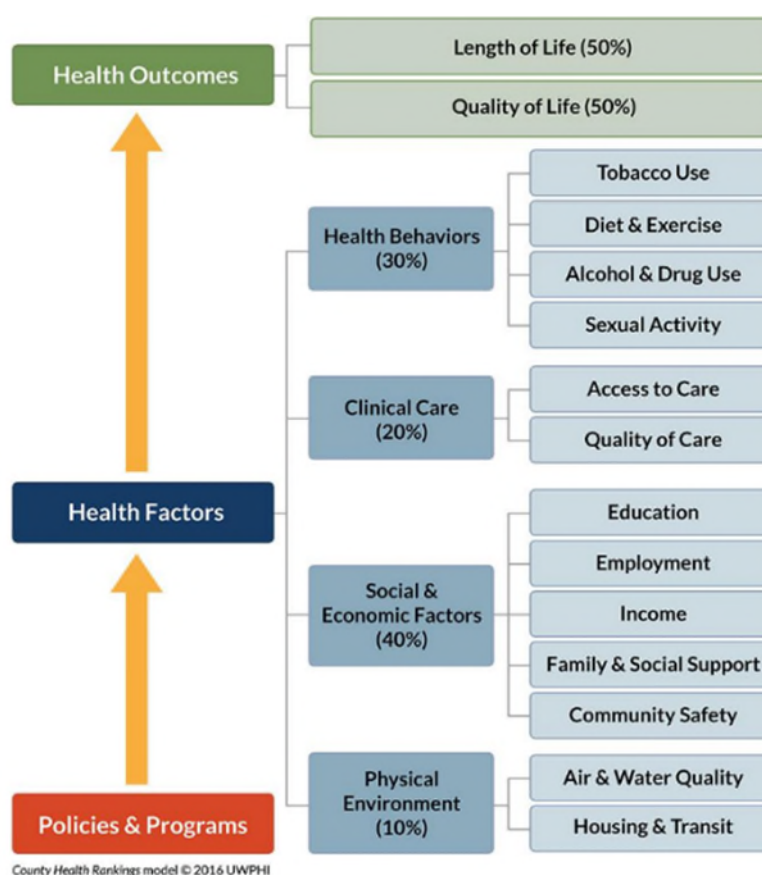 Health Outcomes
Length of Life (50%)
Quality of Life (50%)
Health Behaviors
(30%)
Tobacco Use
Diet & Exercise
Alcohol & Drug Use
Sexual Activity
Clinical Care
(20%)
Access to Care
Quality of Care
Health Factors
Social &
Economic Factors
(40%)
Education
Employment
Income
Family & Social Support
Community Safety
Physical
Environment
(10%)
Air & Water Quality
Housing & Transit
Policies & Programs
County Health Rankings model © 2016 UWPHI